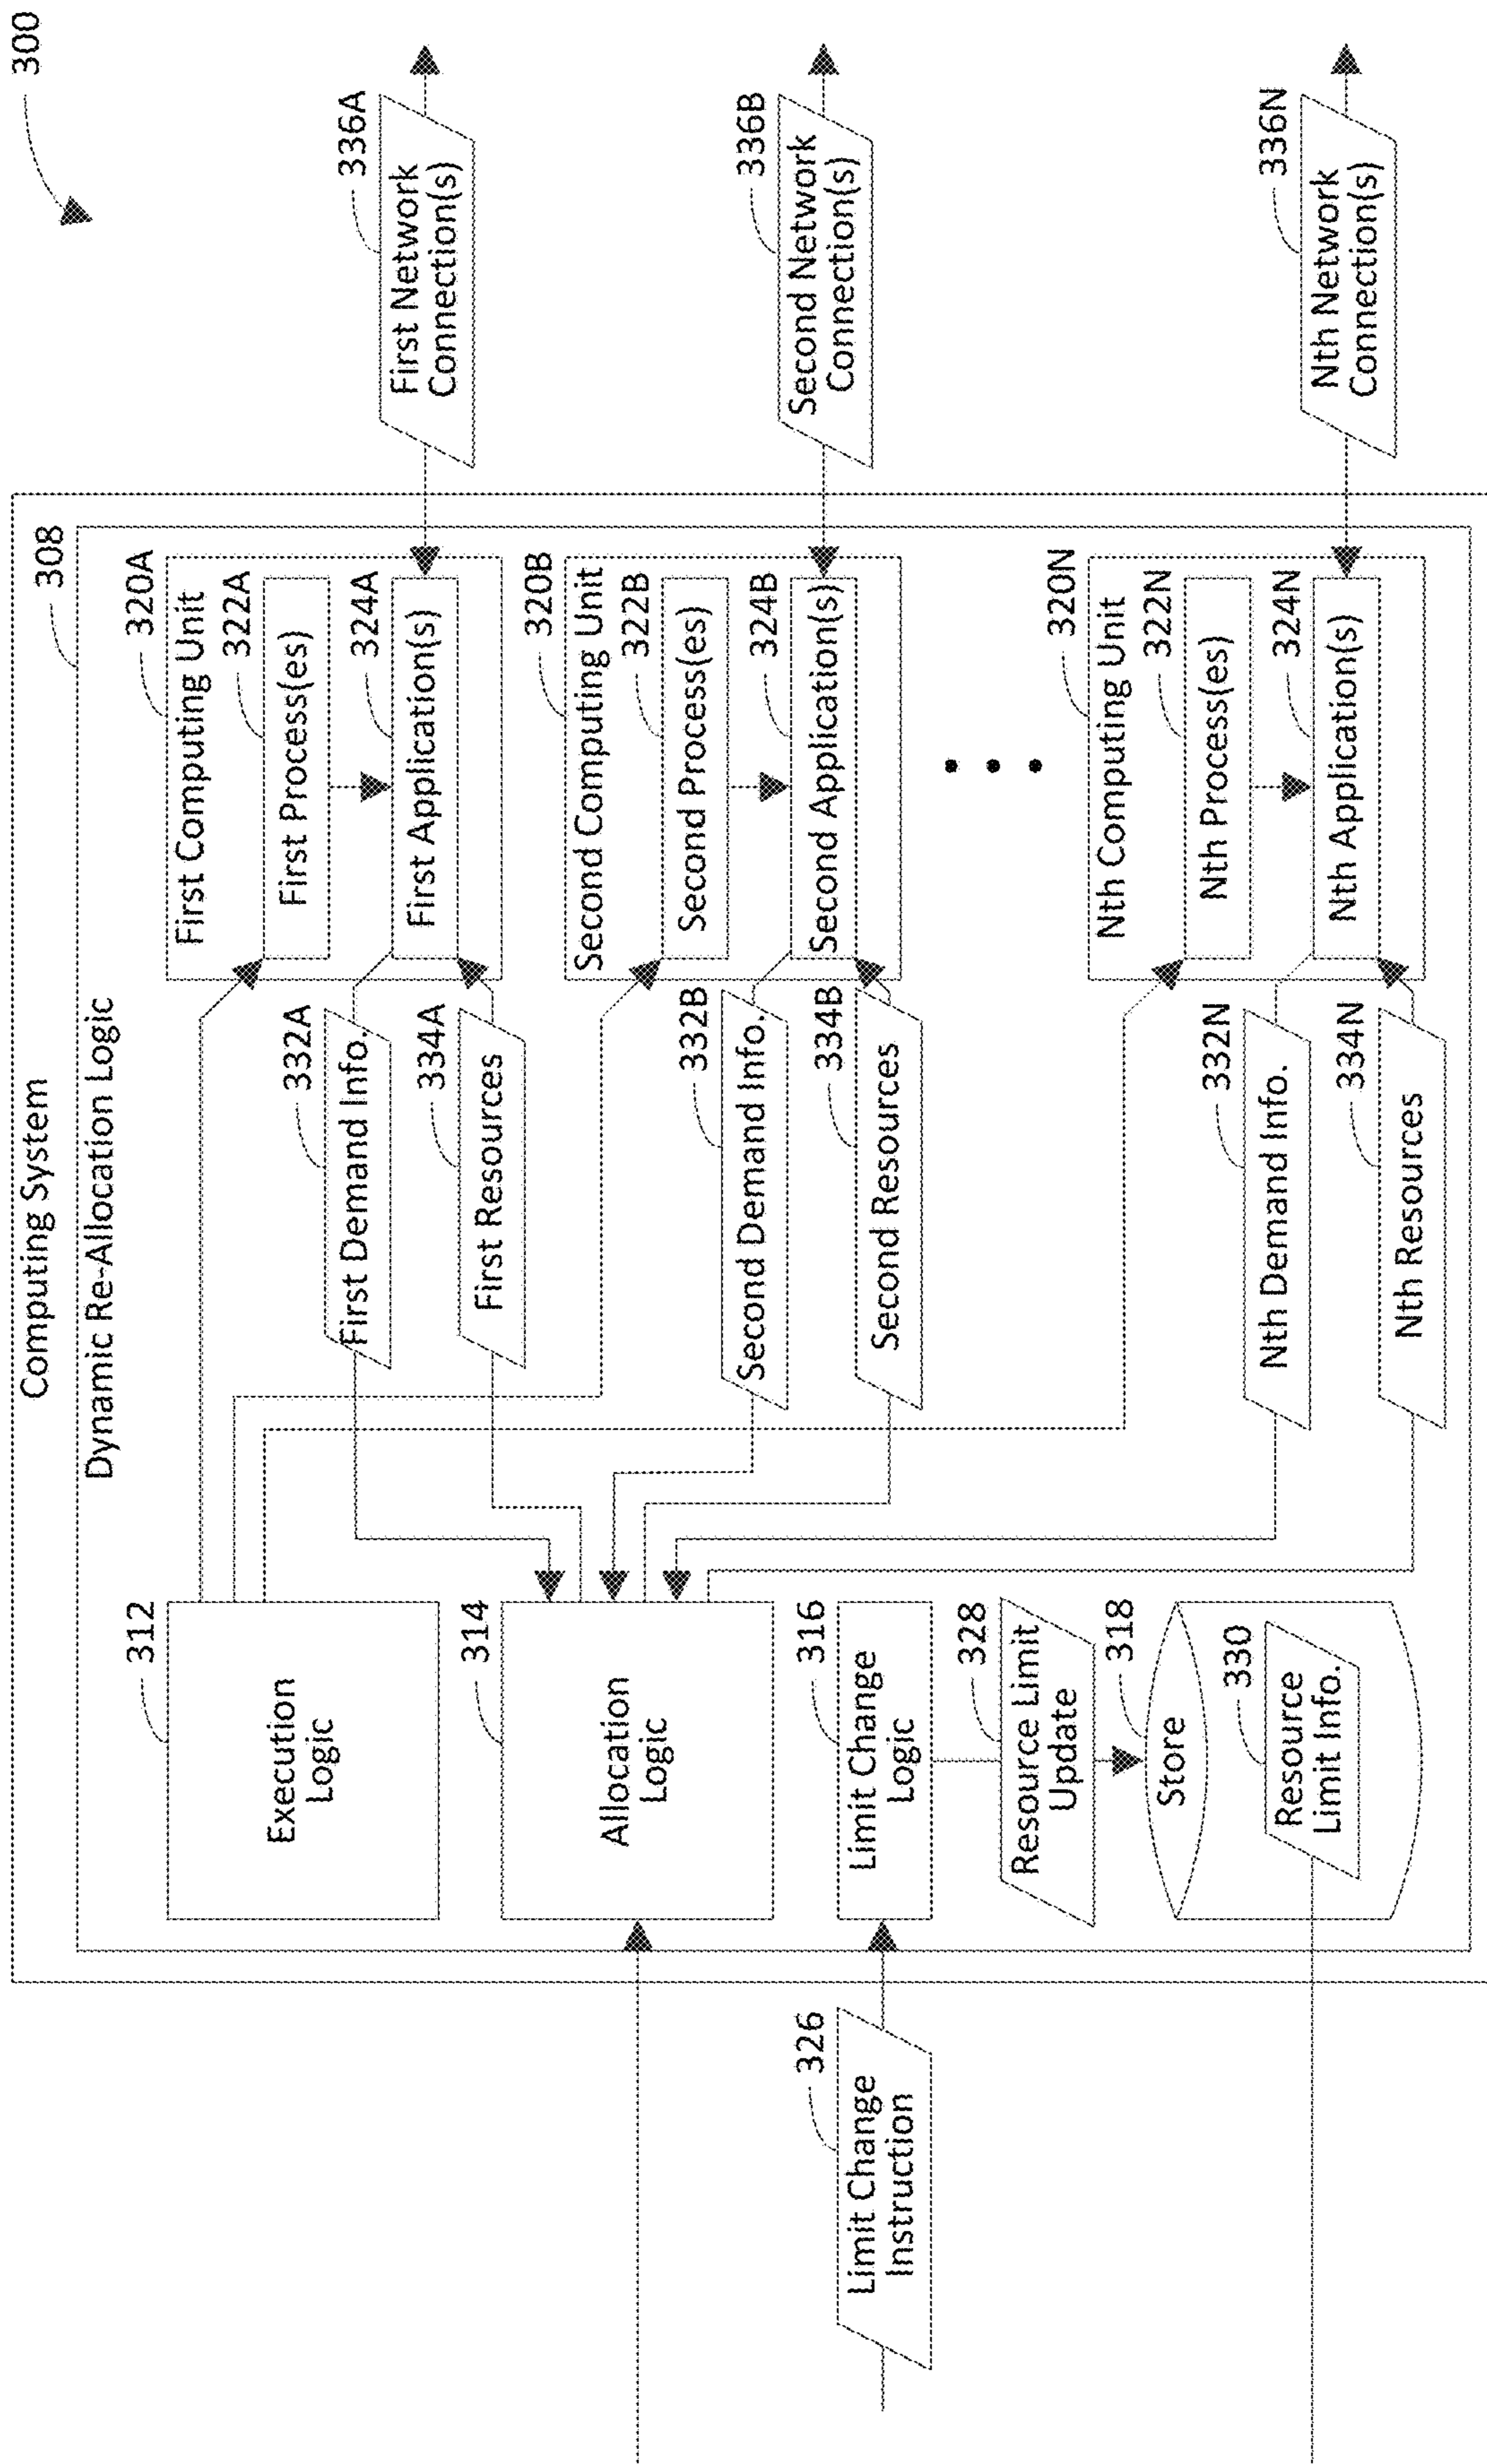 300
Computing System
Dynamic Re-Allocation Logic
308
312
Execution
Logic
314
Allocation
Logic
316
Limit Change
Logic
328
Resource Limit
Update
318
Store
330
Resource
Limit Info.
326
Limit Change
Instruction
332A
First Demand Info.
334A
First Resources
320A
First Computing Unit
322A
First Process(es)
324A
First Application(s)
336A
First Network
Connection(s)
332B
Second Demand Info.
334B
Second Resources
320B
Second Computing Unit
322B
Second Process(es)
324B
Second Application(s)
336B
Second Network
Connection(s)
332N
Nth Demand Info.
334N
Nth Resources
320N
Nth Computing Unit
322N
Nth Process(es)
324N
Nth Application(s)
336N
Nth Network
Connection(s)